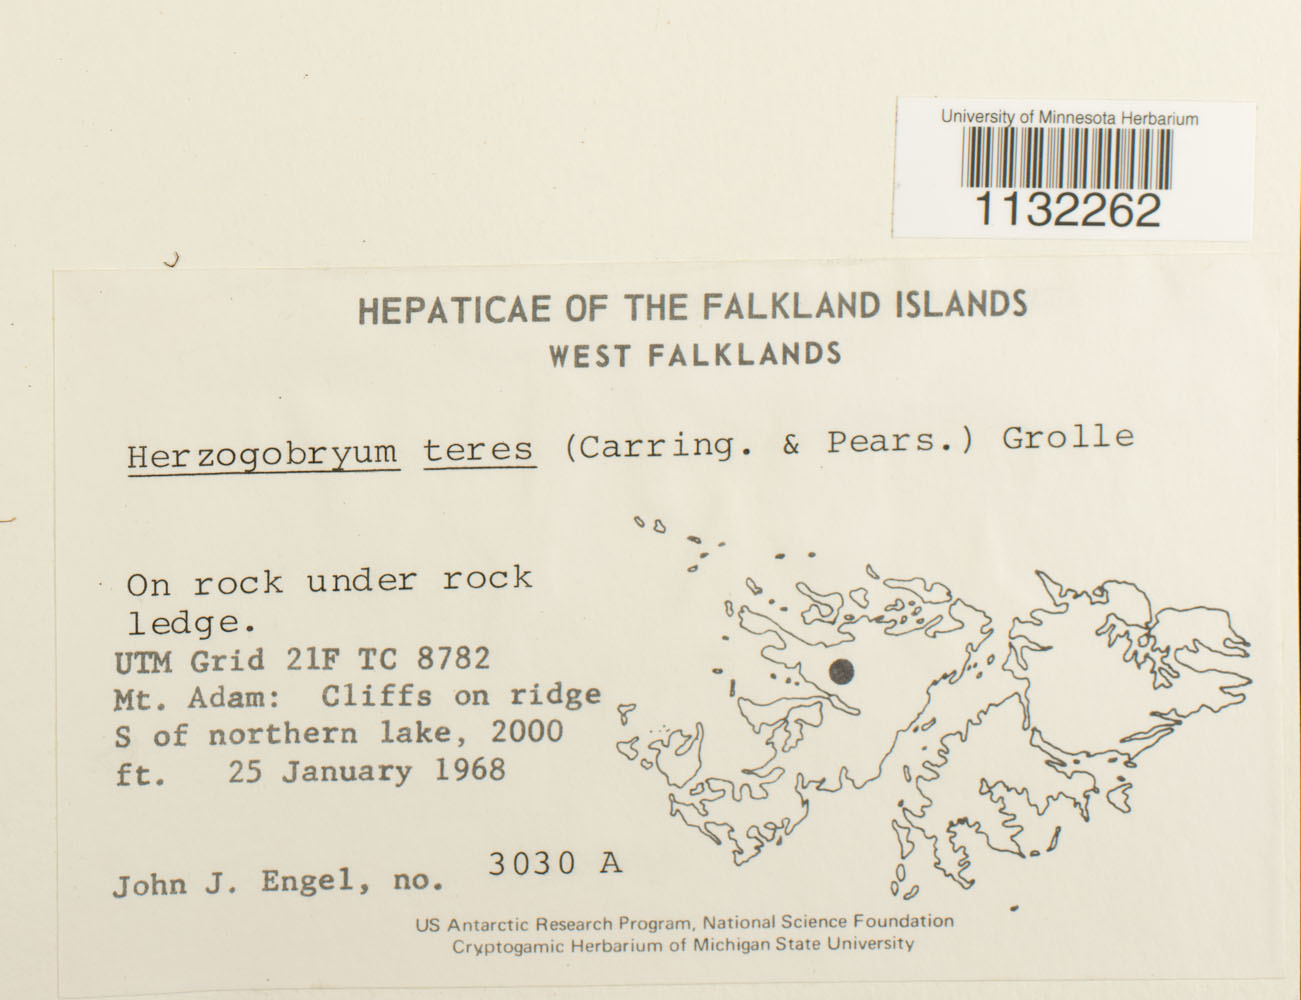 University of Minnesota Herbarium
1132262
HEPATICAE OF THE FALKLAND ISLANDS
WEST FALKLANDS
Herzogobryum teres (Carring. & Pears.) Grolle
On rock under rock
ledge.
UTM Grid 21F TC 8782
Mt. Adam: Cliffs on ridge
S of northern lake, 2000
ft. 25 January 1968
John J. Engel, no. 3030 A
US Antarctic Research Program, National Science Foundation
Cryptogamic Herbarium of Michigan State University